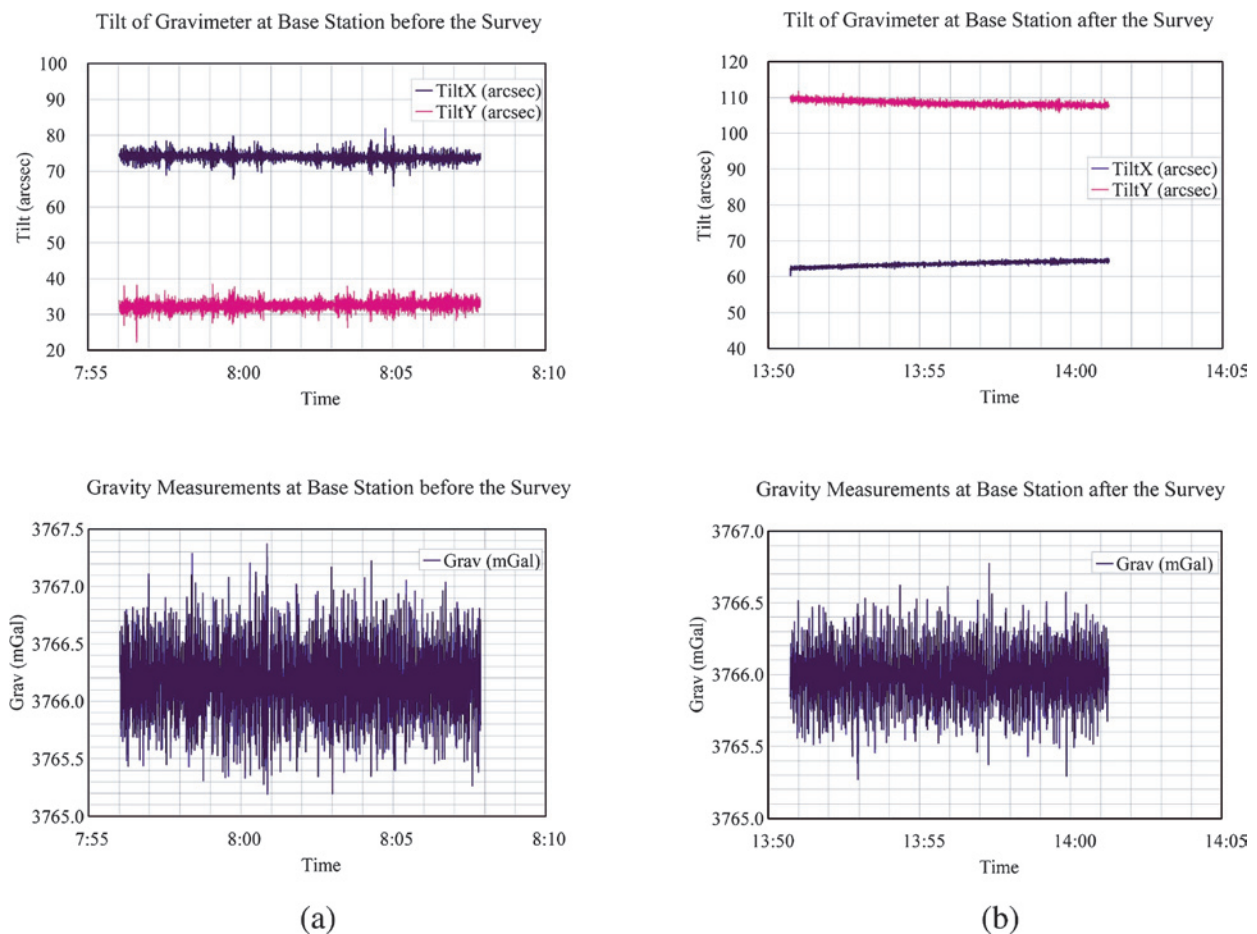 Tilt of Gravimeter at Base Station before the Survey
100
90
80
70
60
50
40
30
20
Tilt (arcsec)
TiltX (arcsec)
TiltY (arcsec)
7:55 8:00 8:05 8:10
Time
Tilt of Gravimeter at Base Station after the Survey
120
110
100
90
80
70
60
50
40
Tilt (arcsec)
TiltX (arcsec)
TiltY (arcsec)
13:50 13:55 14:00 14:05
Time
Gravity Measurements at Base Station before the Survey
3767.5
3767.0
3766.5
3766.0
3765.5
3765.0
Grav (mGal)
Grav (mGal)
7:55 8:00 8:05 8:10
Time
(a)
Gravity Measurements at Base Station after the Survey
3767.0
3766.5
3766.0
3765.5
3765.0
Grav (mGal)
Grav (mGal)
13:50 13:55 14:00 14:05
Time
(b)